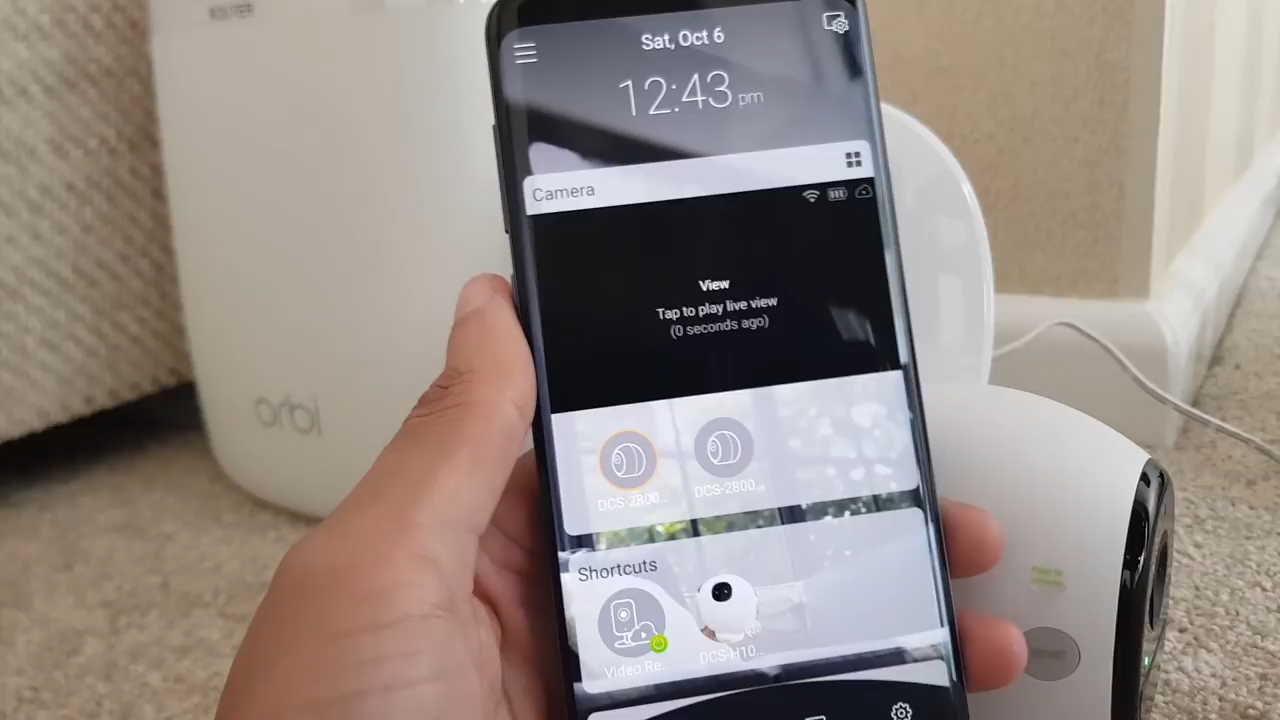 ROUTER
orbi
Sat, Oct 6
12:43 pm
Camera
View
Tap to play live view
(0 seconds ago)
DCS-2800...
DCS-2800...
Shortcuts
Video Re...
DCS-H10...